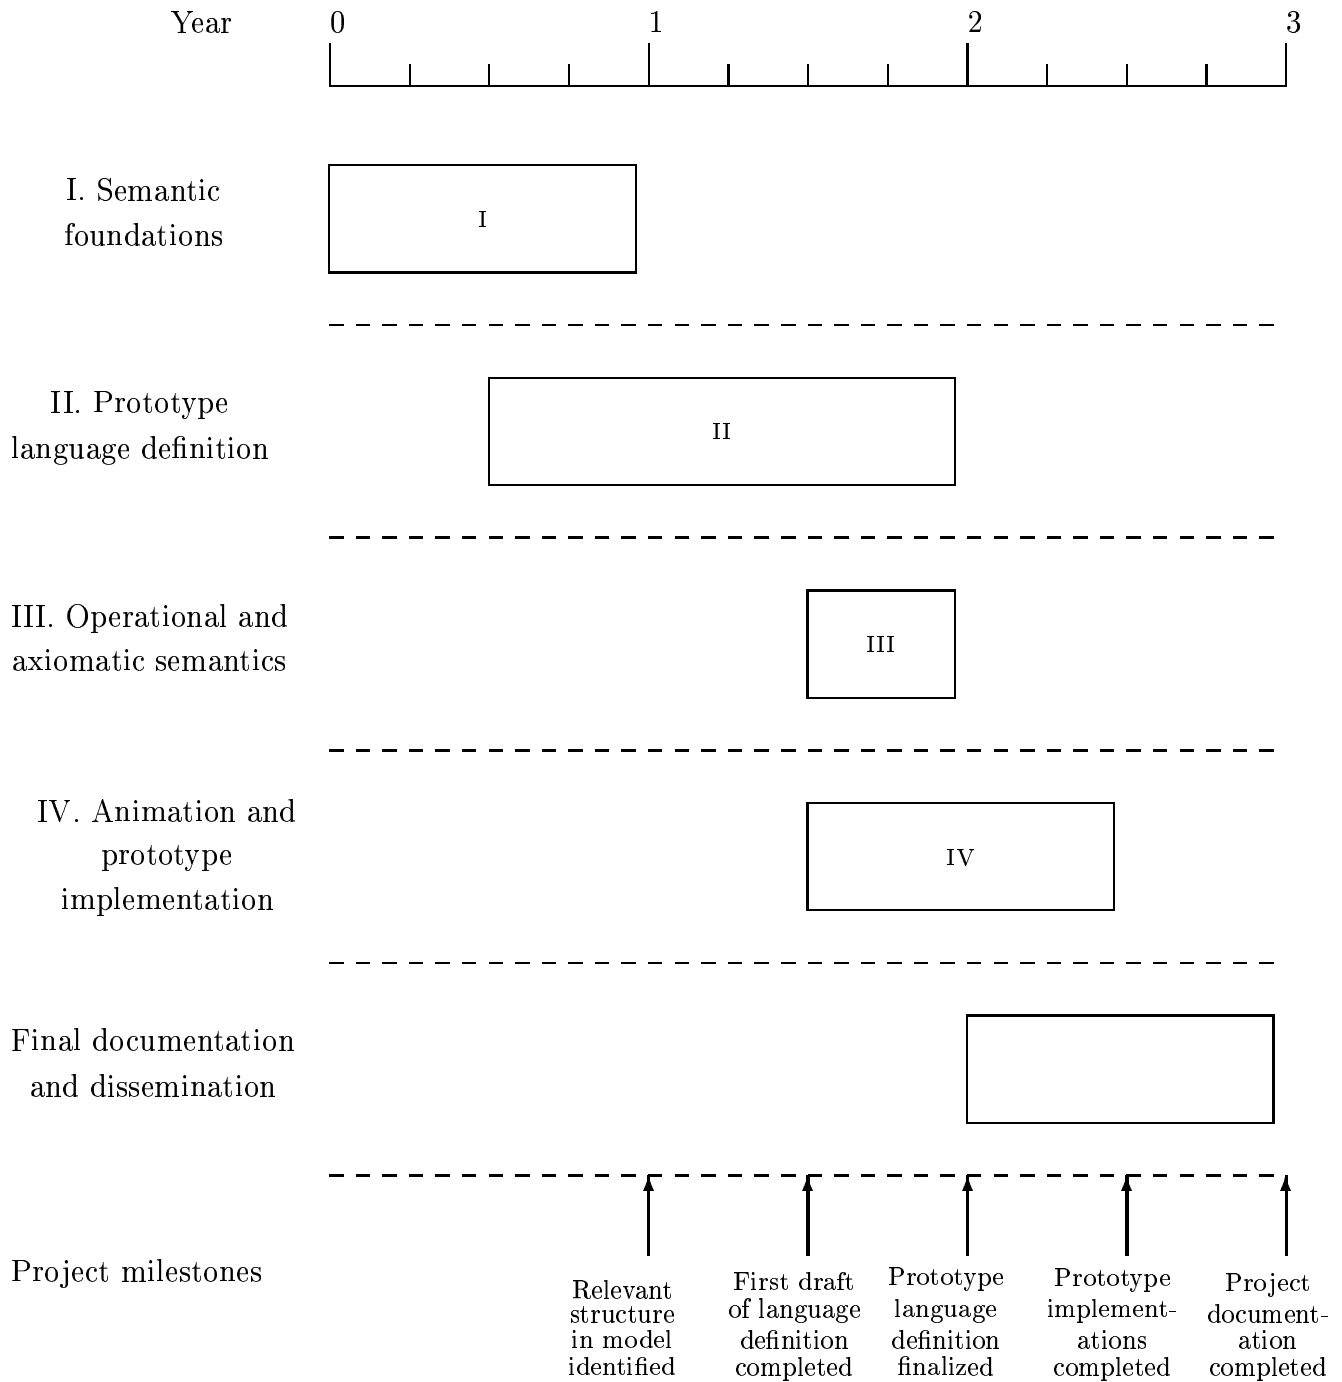 Year 0 1 2 3
I. Semantic
foundations
I
II. Prototype
language definition
II
III. Operational and
axiomatic semantics
III
IV. Animation and
prototype
implementation
IV
Final documentation
and dissemination
Project milestones
Relevant
structure
in model
identified
First draft
of language
definition
completed
Prototype
language
definition
finalized
Prototype
implement-
ations
completed
Project
document-
ation
completed